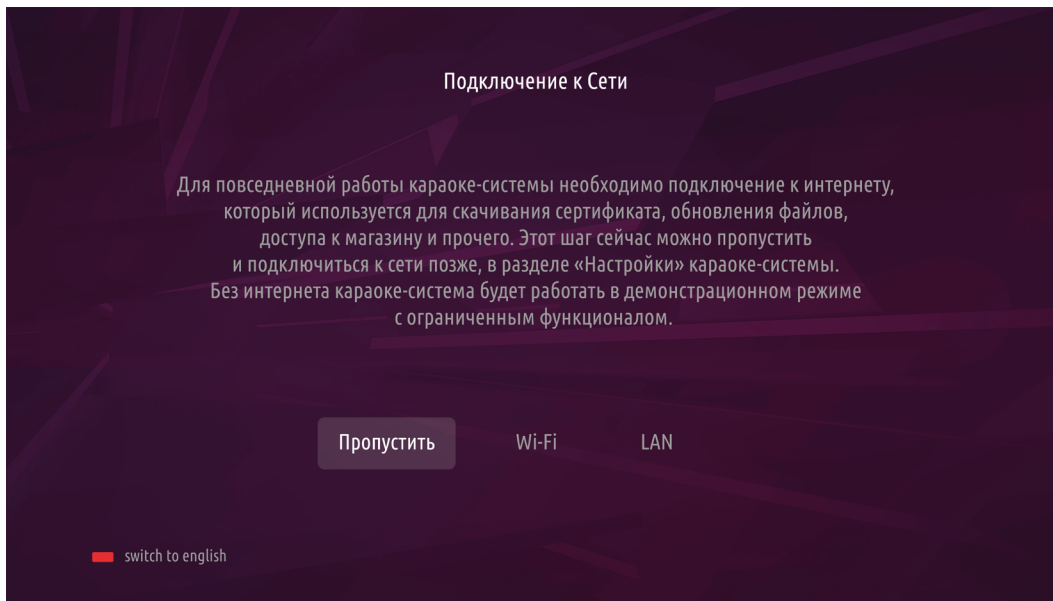 Подключение к Сети
Для повседневной работы караоке-системы необходимо подключение к интернету,
который используется для скачивания сертификата, обновления файлов,
доступа к магазину и прочего. Этот шаг сейчас можно пропустить
и подключиться к сети позже, в разделе «Настройки» караоке-системы.
Без интернета караоке-система будет работать в демонстрационном режиме
с ограниченным функционалом.
Пропустить Wi-Fi LAN
switch to english